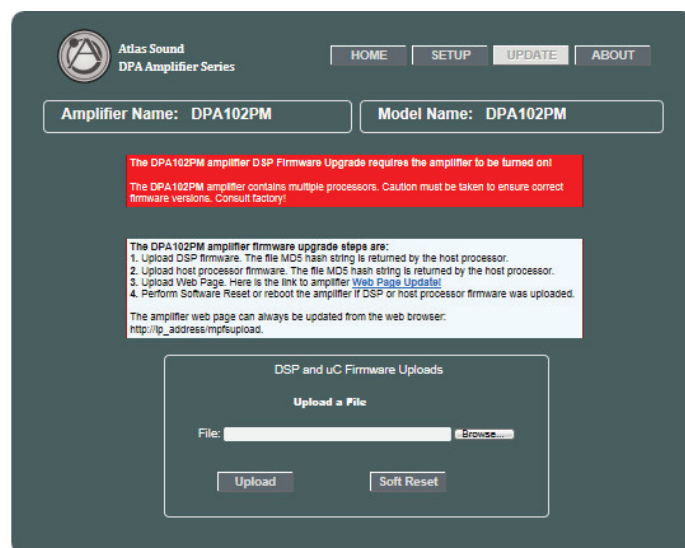 Atlas Sound
DPA Amplifier Series
HOME
SETUP
UPDATE
ABOUT
Amplifier Name: DPA102PM
Model Name: DPA102PM
The DPA102PM amplifier DSP Firmware Upgrade requires the amplifier to be turned on!
The DPA102PM amplifier contains multiple processors. Caution must be taken to ensure correct
firmware versions. Consult factory!
The DPA102PM amplifier firmware upgrade steps are:
1. Upload DSP firmware. The file MD5 hash string is returned by the host processor.
2. Upload host processor firmware. The file MD5 hash string is returned by the host processor.
3. Upload Web Page. Here is the link to amplifier Web Page Update!
4. Perform Software Reset or reboot the amplifier if DSP or host processor firmware was uploaded.
The amplifier web page can always be updated from the web browser:
http://ip_address/mpfsupload.
DSP and uC Firmware Uploads
Upload a File
File:
Browse...
Upload
Soft Reset